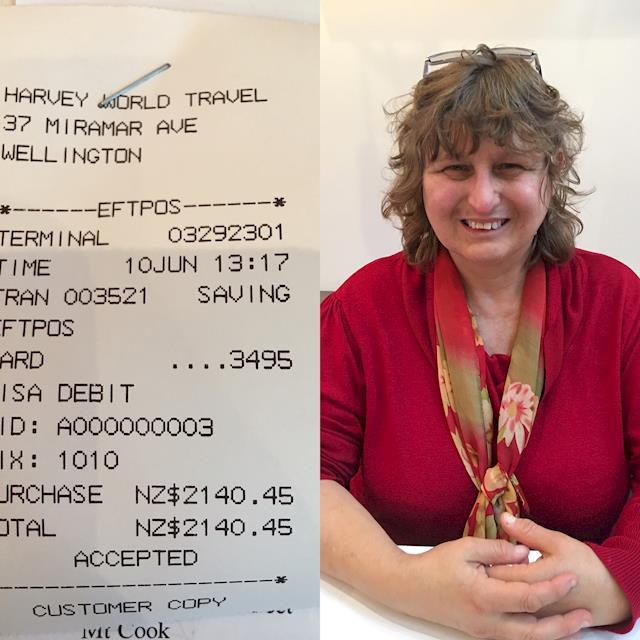 HARVEY WORLD TRAVEL
37 MIRAMAR AVE
WELLINGTON
*------EFTPOS------*
TERMINAL 03292301
TIME 10JUN 13:17
TRAN 003521 SAVING
EFTPOS
ARD ....3495
ISA DEBIT
ID: A000000003
IX: 1010
URCHASE NZ$2140.45
OTAL NZ$2140.45
ACCEPTED
--------------------*
CUSTOMER COPY
Mt Cook